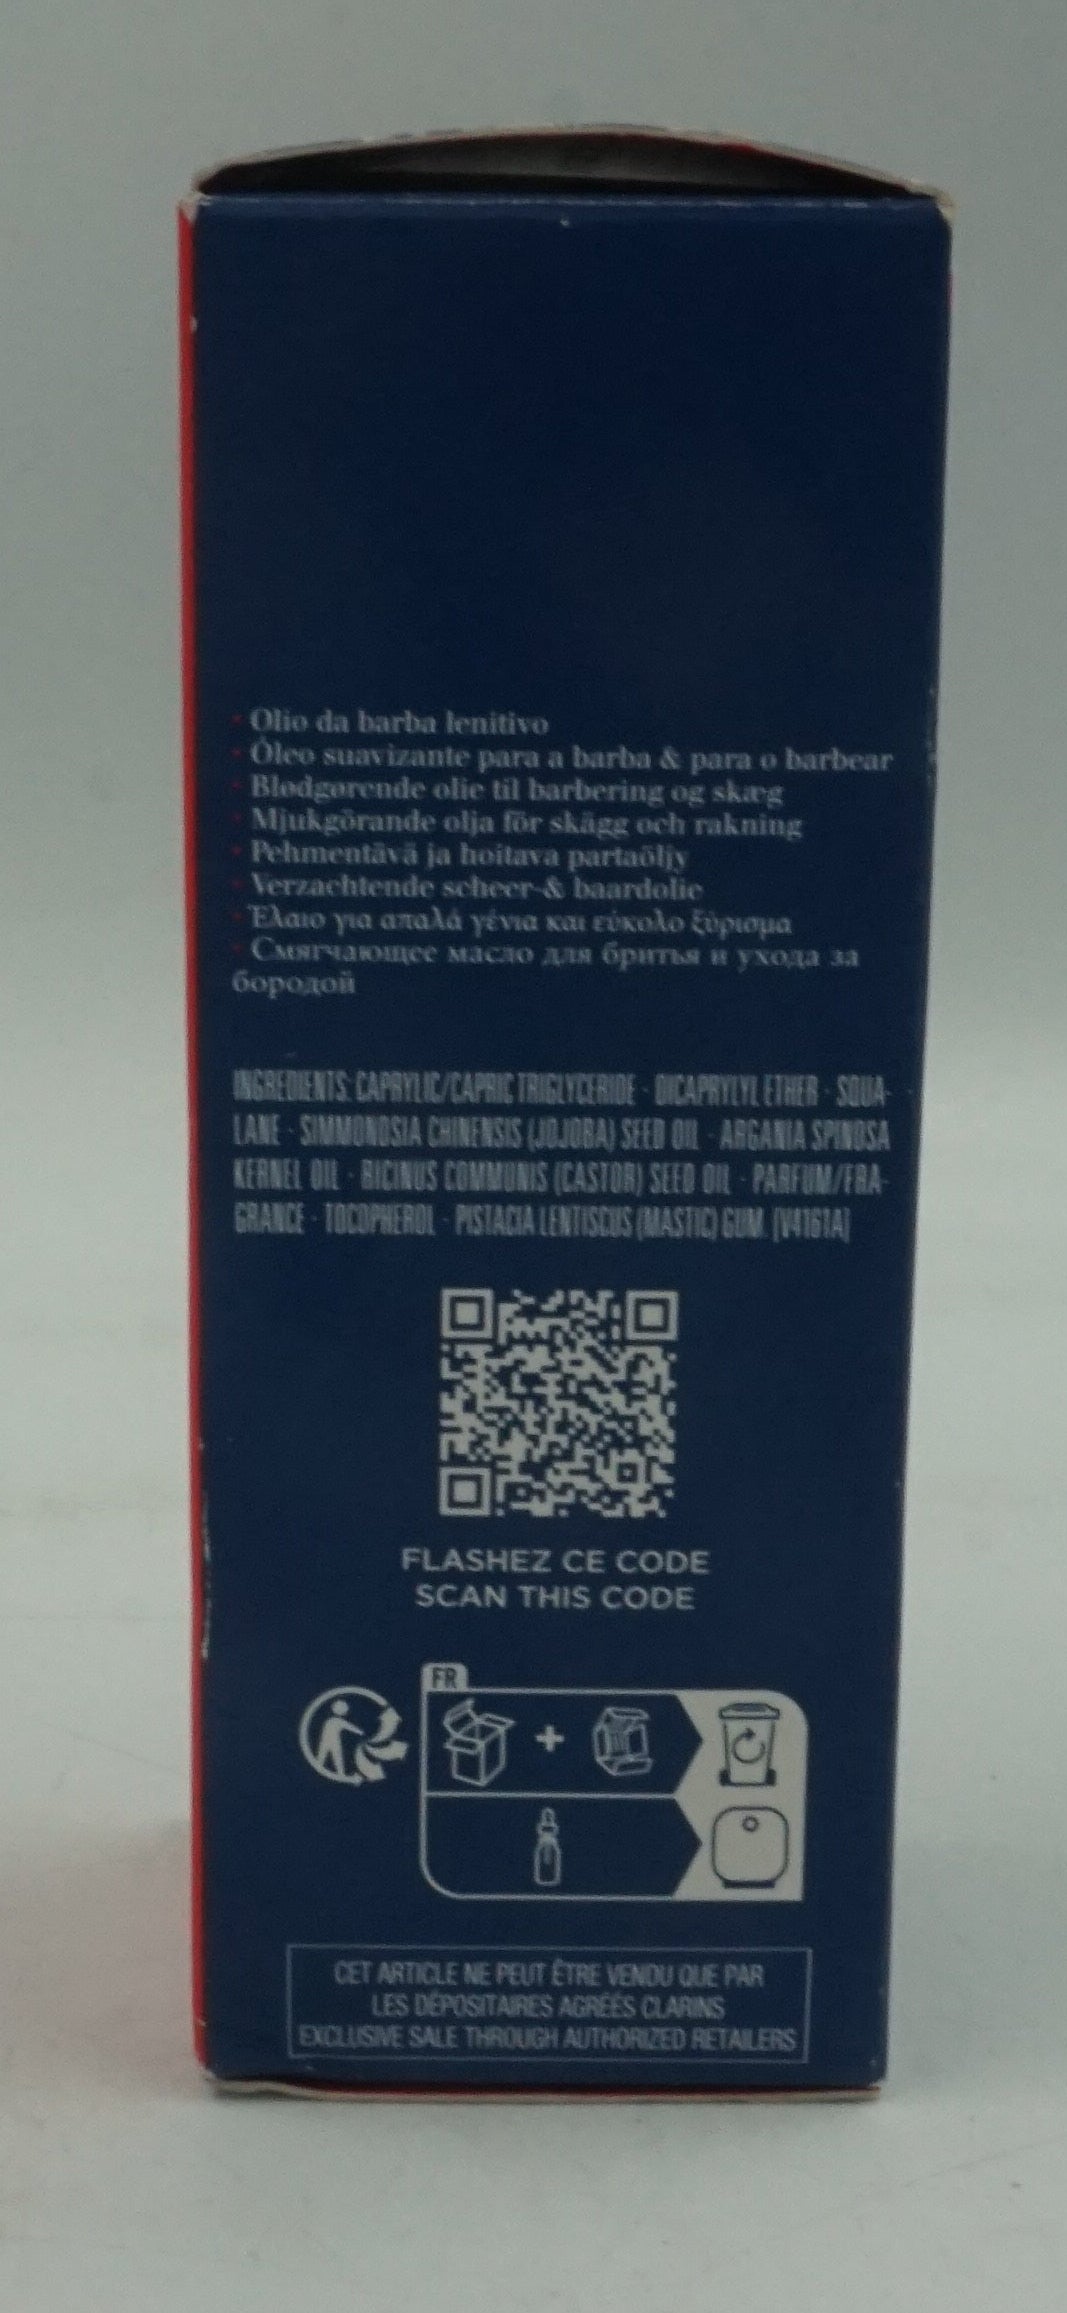 · Olio da barba lenitivo
· Óleo suavizante para a barba & para o barbear
· Blødgørende olie til barbering og skæg
· Mjukgörande olja för skägg och rakning
· Pehmentävä ja hoitava partaöljy
· Verzachtende scheer-& baardolie
· Έλαιο για απαλά γένια και εύκολο ξύρισμα
· Смягчающее масло для бритья и ухода за
бородой
INGREDIENTS: CAPRYLIC/CAPRIC TRIGLYCERIDE · DICAPRYLYL ETHER · SQUA-
LANE · SIMMONDSIA CHINENSIS (JOJOBA) SEED OIL · ARGANIA SPINOSA
KERNEL OIL · RICINUS COMMUNIS (CASTOR) SEED OIL · PARFUM/FRA-
GRANCE · TOCOPHEROL · PISTACIA LENTISCUS (MASTIC) GUM. [V4161A]
FLASHEZ CE CODE
SCAN THIS CODE
FR
+
CET ARTICLE NE PEUT ÊTRE VENDU QUE PAR
LES DÉPOSITAIRES AGRÉÉS CLARINS
EXCLUSIVE SALE THROUGH AUTHORIZED RETAILERS